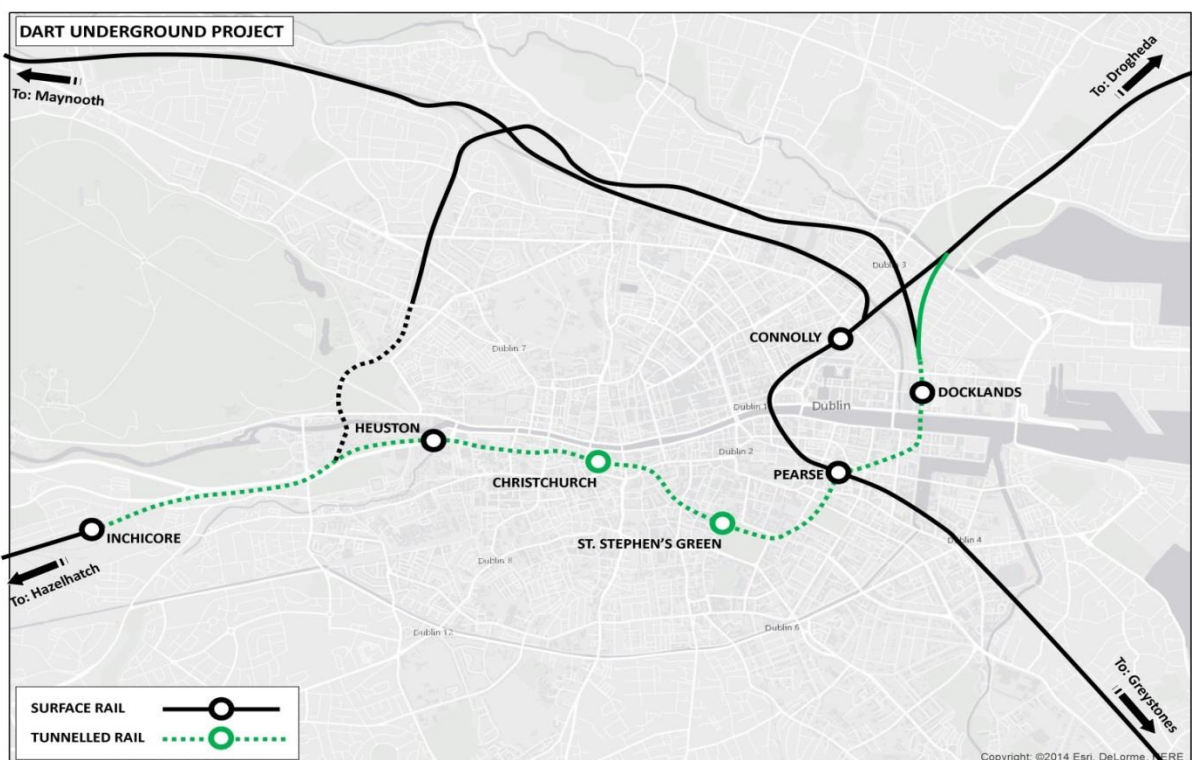 DART UNDERGROUND PROJECT
To: Maynooth
To: Drogheda
Dublin 3
CONNOLLY
Dublin 7
DOCKLANDS
Dublin 1
Dublin
HEUSTON
Dublin 2
CHRISTCHURCH
PEARSE
INCHICORE
ST. STEPHEN'S GREEN
Dublin 4
Dublin 8
To: Hazelhatch
Dublin 12
Dublin 6
To: Greystones
SURFACE RAIL
TUNNELLED RAIL
Copyright: ©2014 Esri, DeLorme, HERE